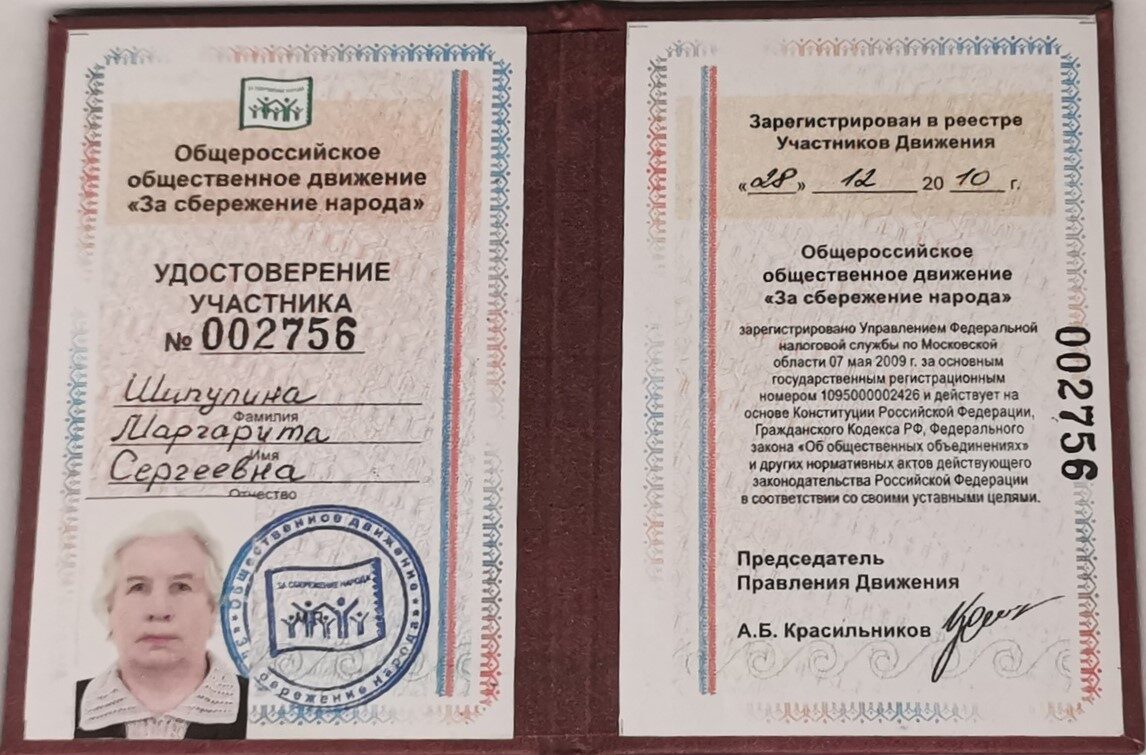 ЗА СБЕРЕЖЕНИЕ НАРОДА
Общероссийское
общественное движение
«За сбережение народа»
УДОСТОВЕРЕНИЕ
УЧАСТНИКА
№ 002756
Шипулина
Фамилия
Маргарита
Имя
Сергеевна
Отчество
общественное движение
ЗА СБЕРЕЖЕНИЕ НАРОДА
сбережение народа
Зарегистрирован в реестре
Участников Движения
«28» 12 2010 г.
Общероссийское
общественное движение
«За сбережение народа»
зарегистрировано Управлением Федеральной
налоговой службы по Московской
области 07 мая 2009 г. за основным
государственным регистрационным
номером 1095000002426 и действует на
основе Конституции Российской Федерации,
Гражданского Кодекса РФ, Федерального
закона «Об общественных объединениях»
и других нормативных актов действующего
законодательства Российской Федерации
в соответствии со своими уставными целями.
002756
Председатель
Правления Движения
А.Б. Красильников